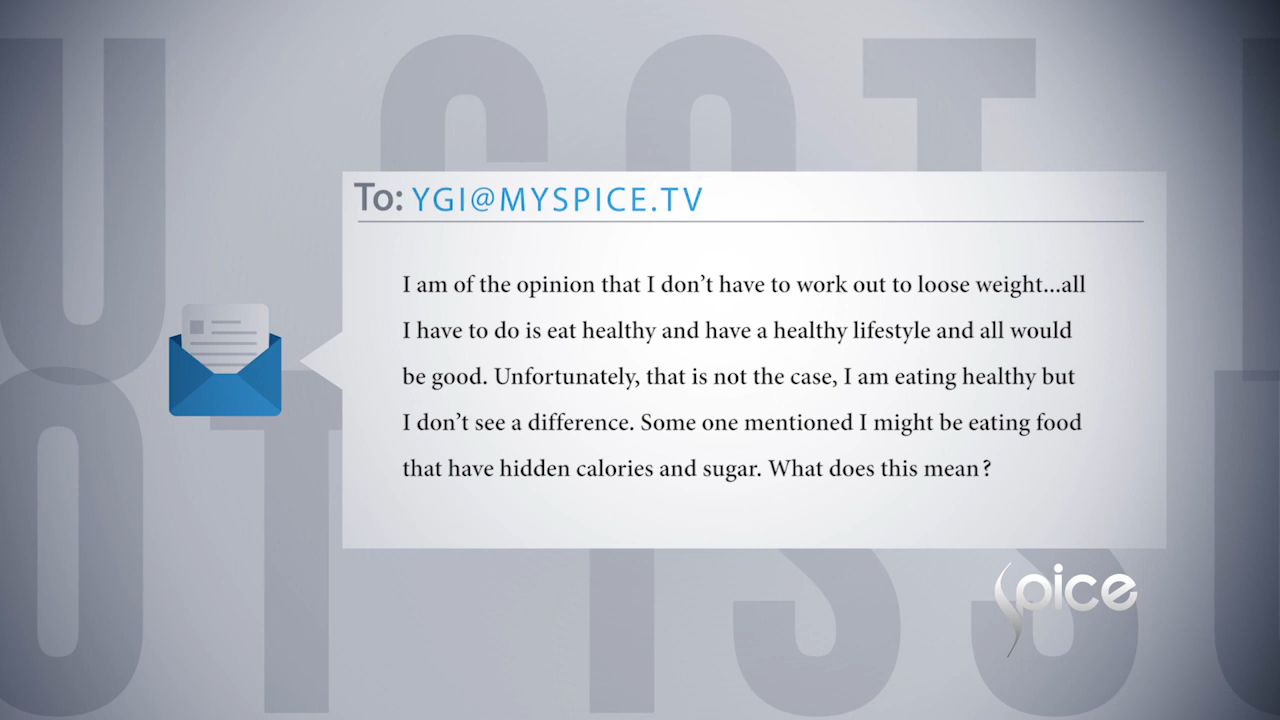 To: YGI@MYSPICE.TV
I am of the opinion that I don't have to work out to loose weight...all
I have to do is eat healthy and have a healthy lifestyle and all would
be good. Unfortunately, that is not the case, I am eating healthy but
I don't see a difference. Some one mentioned I might be eating food
that have hidden calories and sugar. What does this mean?
Spice